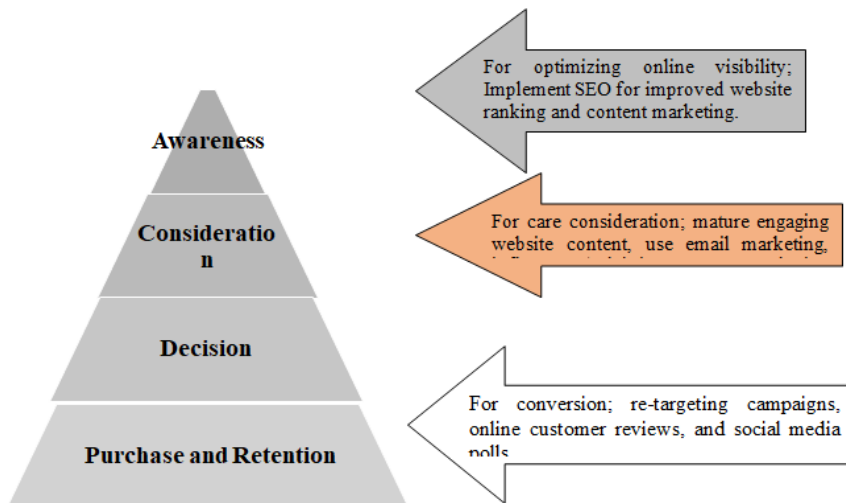 For optimizing online visibility;
Implement SEO for improved website
ranking and content marketing.
Awareness
For care consideration; mature engaging
website content, use email marketing,
Consideratio
n
Decision
For conversion; re-targeting campaigns,
online customer reviews, and social media
polls
Purchase and Retention